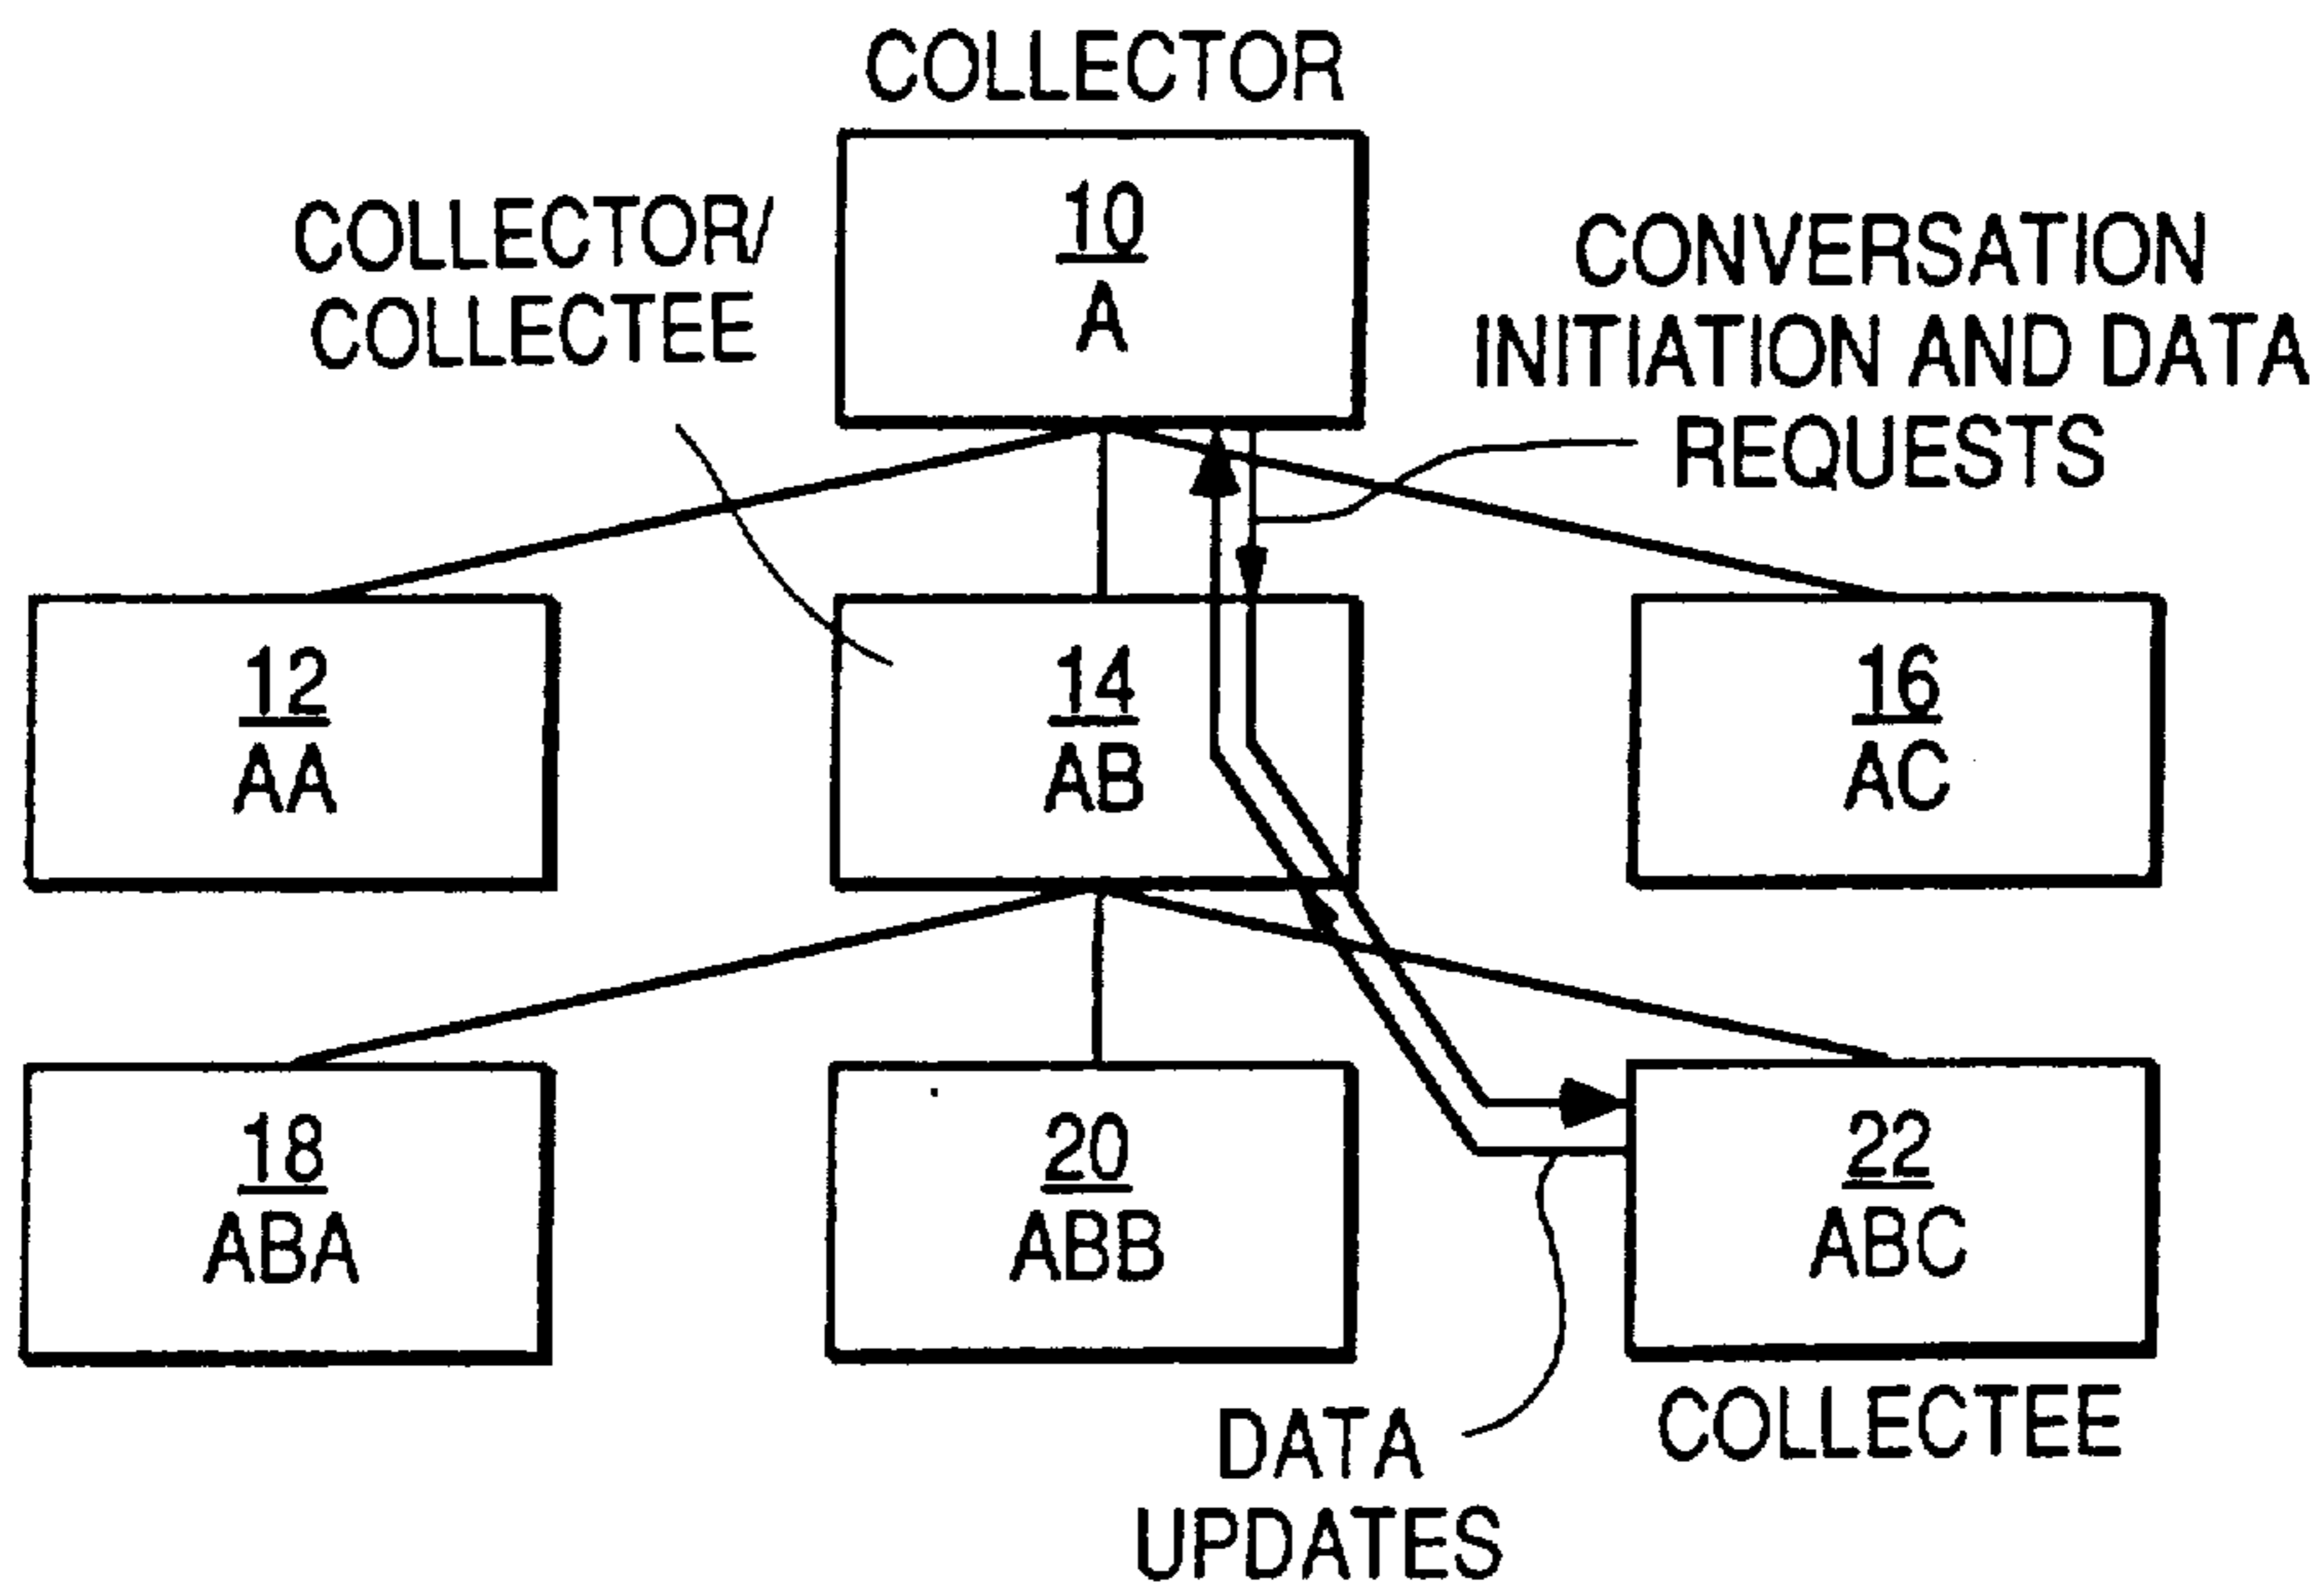 COLLECTOR
10
A
COLLECTOR/
COLLECTEE
CONVERSATION
INITIATION AND DATA
REQUESTS
12
AA
14
AB
16
AC
18
ABA
20
ABB
22
ABC
COLLECTEE
DATA
UPDATES